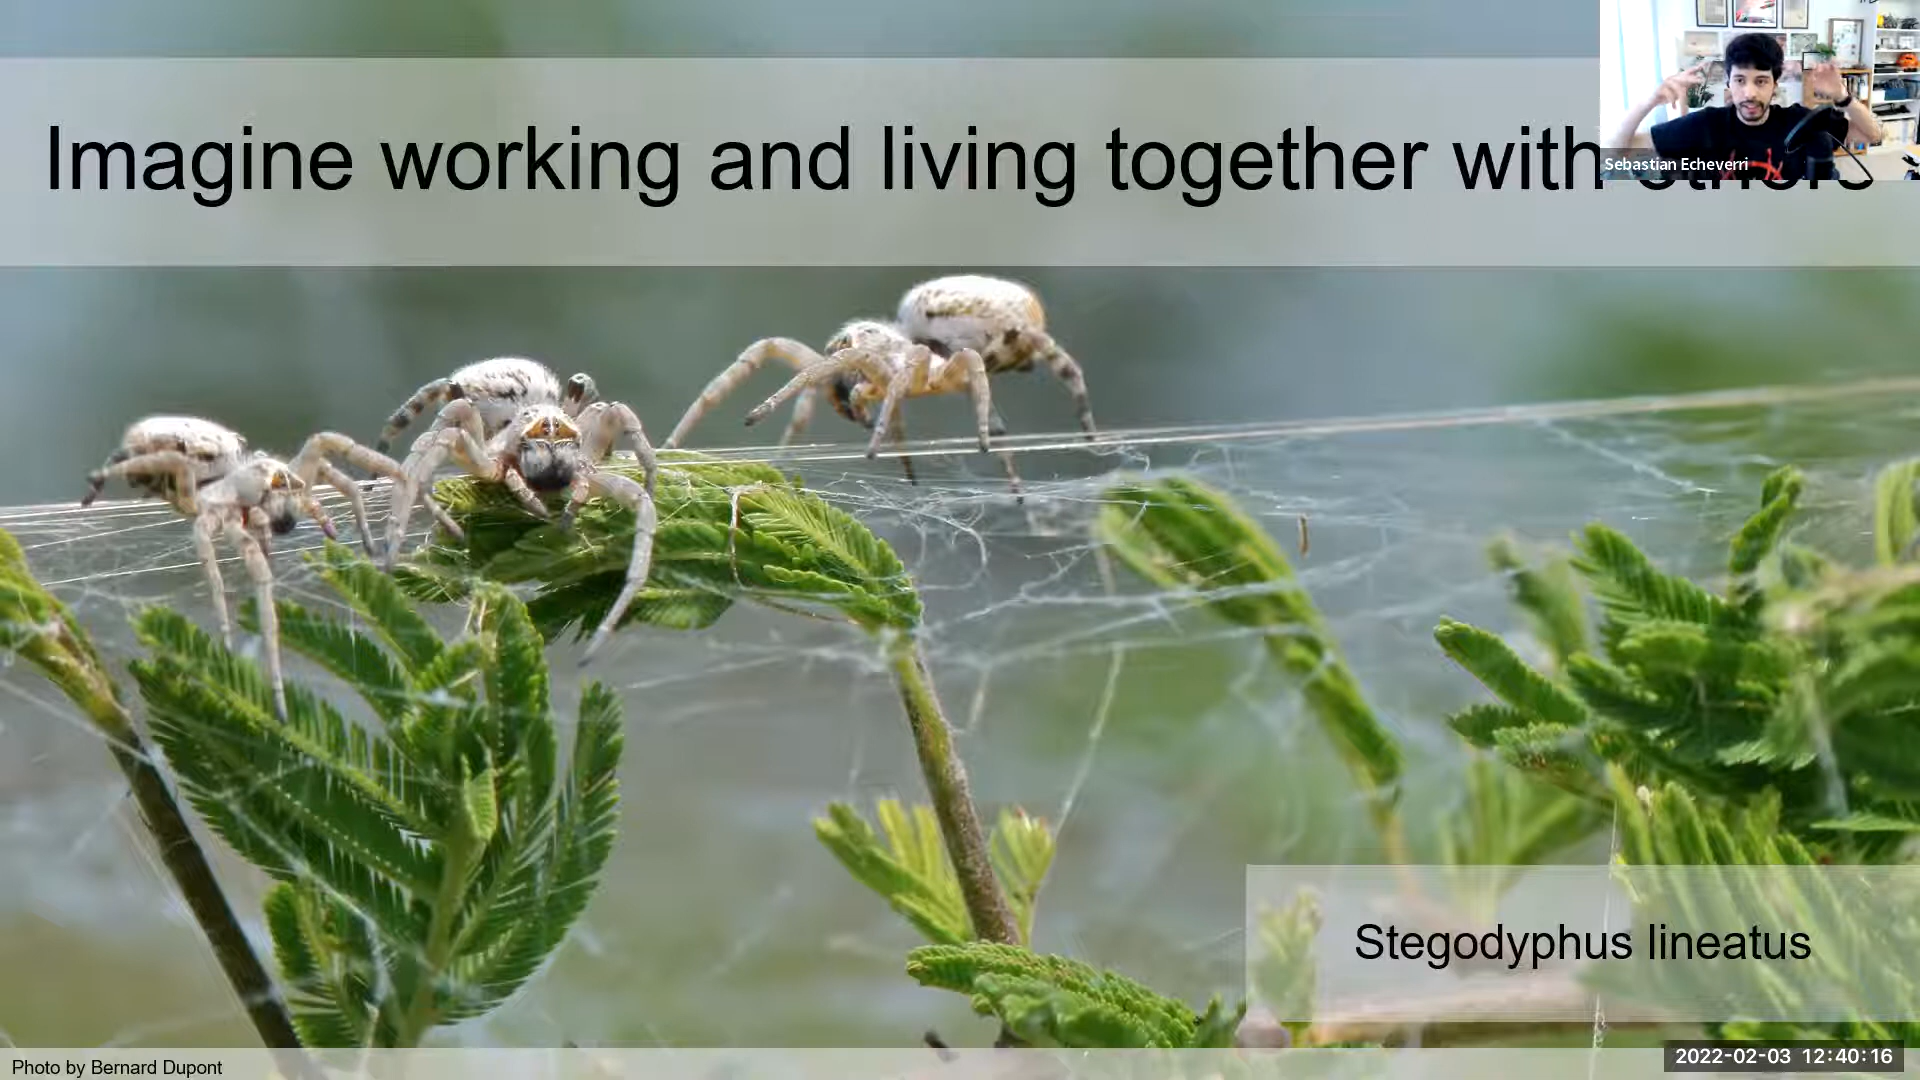 Imagine working and living together with others
Sebastian Echeverri
Stegodyphus lineatus
Photo by Bernard Dupont
2022-02-03 12:40:16